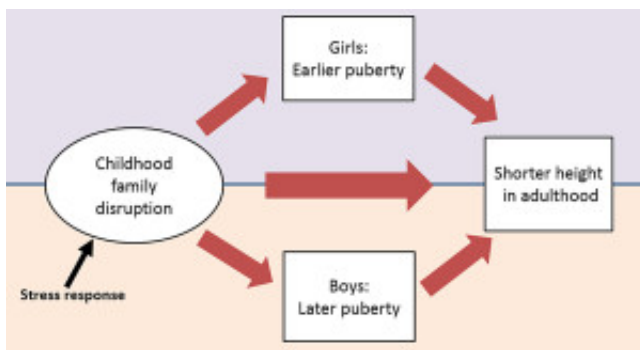 Girls:
Earlier puberty
Childhood
family
disruption
Shorter height
in adulthood
Stress response
Boys:
Later puberty